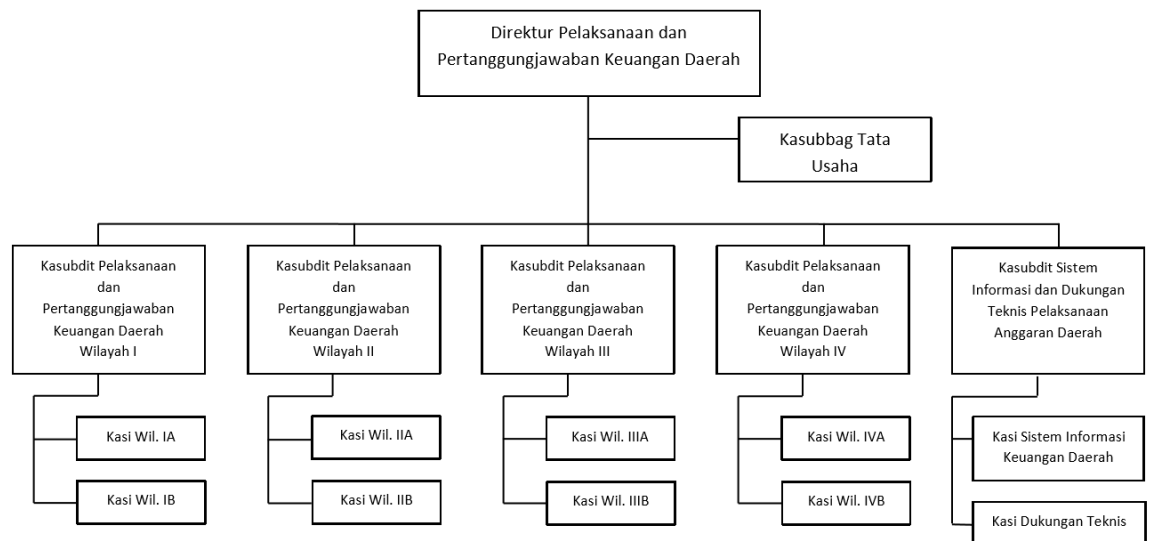 Direktur Pelaksanaan dan
Pertanggungjawaban Keuangan Daerah
Kasubbag Tata
Usaha
Kasubdit Pelaksanaan
dan
Pertanggungjawaban
Keuangan Daerah
Wilayah I
Kasubdit Pelaksanaan
dan
Pertanggungjawaban
Keuangan Daerah
Wilayah II
Kasubdit Pelaksanaan
dan
Pertanggungjawaban
Keuangan Daerah
Wilayah III
Kasubdit Pelaksanaan
dan
Pertanggungjawaban
Keuangan Daerah
Wilayah IV
Kasubdit Sistem
Informasi dan Dukungan
Teknis Pelaksanaan
Anggaran Daerah
Kasi Wil. IA
Kasi Wil. IIA
Kasi Wil. IIIA
Kasi Wil. IVA
Kasi Sistem Informasi
Keuangan Daerah
Kasi Wil. IB
Kasi Wil. IIB
Kasi Wil. IIIB
Kasi Wil. IVB
Kasi Dukungan Teknis